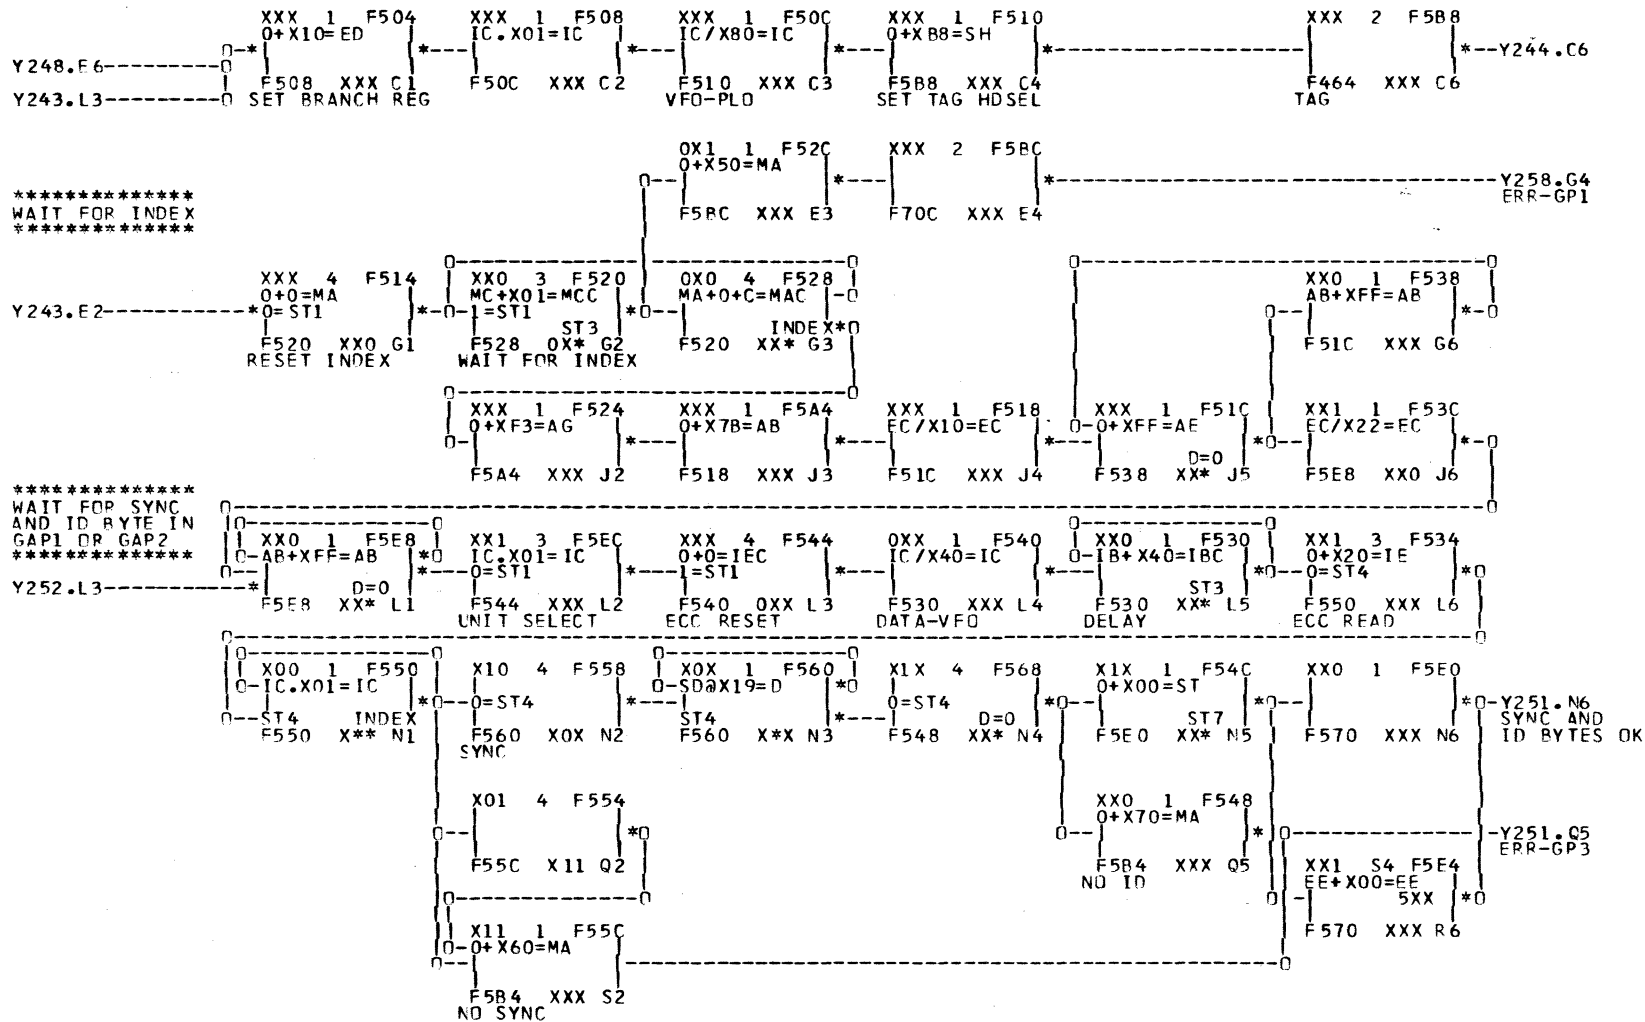 XXX 1 F504 XXX 1 F508 XXX 1 F50C XXX 1 F510 XXX 2 F5B8
0+X10=ED IC.X01=IC IC/X80=IC 0+XB8=SH
Y248.E6 Y244.C6
F508 XXX C1 F50C XXX C2 F510 XXX C3 F5B8 XXX C4 F464 XXX C6
Y243.L3 SET BRANCH REG VFO-PLO SET TAG HDSEL TAG
0X1 1 F52C XXX 2 F5BC
0+X50=MA
Y258.G4
**************
WAIT FOR INDEX
**************
F5BC XXX E3 F70C XXX E4 ERR-GP1
XXX 4 F514 XX0 3 F520 0X0 4 F528 XX0 1 F538
0+0=MA MC+X01=MCC MA+0+C=MAC AB+XFF=AB
Y243.E2 0=ST1 1=ST1
ST3 INDEX
F520 XX0 G1 F528 0X* G2 F520 XX* G3 F51C XXX G6
RESET INDEX WAIT FOR INDEX
XXX 1 F524 XXX 1 F5A4 XXX 1 F518 XXX 1 F51C XX1 1 F53C
0+XF3=AG 0+X7B=AB EC/X10=EC 0+XFF=AE EC/X22=EC
D=0
F5A4 XXX J2 F518 XXX J3 F51C XXX J4 F538 XX* J5 F5E8 XX0 J6
**************
WAIT FOR SYNC
AND ID BYTE IN
GAP1 OR GAP2
**************
XX0 1 F5E8 XX1 3 F5EC XXX 4 F544 0XX 1 F540 XX0 1 F530 XX1 3 F534
AB+XFF=AB IC.X01=IC 0+0=IEC IC/X40=IC IB+X40=IBC 0+X20=IE
0=ST1 1=ST1 0=ST4
Y252.L3 D=0 ST3
F5E8 XX* L1 F544 XXX L2 F540 0XX L3 F530 XXX L4 F530 XX* L5 F550 XXX L6
UNIT SELECT ECC RESET DATA-VFO DELAY ECC READ
X00 1 F550 X10 4 F558 X0X 1 F560 X1X 4 F568 X1X 1 F54C XX0 1 F5E0
IC.X01=IC 0=ST4 SD@X19=D 0=ST4 0+X00=ST Y251.N6
ST4 INDEX ST4 D=0 ST7 SYNC AND
F550 X** N1 F560 X0X N2 F560 X*X N3 F548 XX* N4 F5E0 XX* N5 F570 XXX N6 ID BYTES OK
SYNC
X01 4 F554 XX0 1 F548
0+X70=MA
Y251.Q5
F55C X11 Q2 F5B4 XXX Q5 ERR-GP3
NO ID
XX1 S4 F5E4
EE+X00=EE
5XX
F570 XXX R6
X11 1 F55C
0+X60=MA
F5B4 XXX S2
NO SYNC